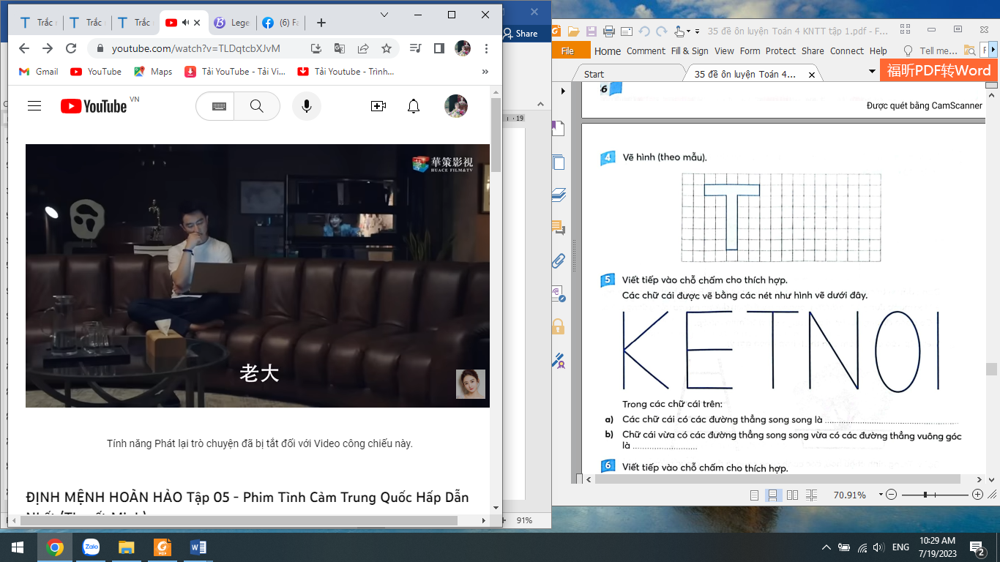 Trắc
Trắc
Trắc
Lege
(6) Fa
Share
youtube.com/watch?v=TLDqtcbXJvM
Gmail
YouTube
Maps
Tải YouTube - Tải Vi...
Tải Youtube - Trình...
YouTube VN
華策影視
HUACE FILM&TV
老大
Tính năng Phát lại trò chuyện đã bị tắt đối với Video công chiếu này.
ĐỊNH MỆNH HOÀN HẢO Tập 05 - Phim Tình Cảm Trung Quốc Hấp Dẫn
19
91%
35 đề ôn luyện Toán 4 KNTT tập 1.pdf - F...
File
Home
Comment
Fill & Sign
View
Form
Protect
Share
Connect
Help
Tell me...
Start
35 đề ôn luyện Toán 4...
福昕PDF转Word
6
Được quét bằng CamScanner
4 Vẽ hình (theo mẫu).
T
5 Viết tiếp vào chỗ chấm cho thích hợp.
Các chữ cái được vẽ bằng các nét như hình vẽ dưới đây.
KETNOI
Trong các chữ cái trên:
a) Các chữ cái có các đường thẳng song song là ..............................................
b) Chữ cái vừa có các đường thẳng song song vừa có các đường thẳng vuông góc
là ......................
6 Viết tiếp vào chỗ chấm cho thích hợp.
70.91%
Zalo
PDF
ENG
10:29 AM
7/19/2023
2